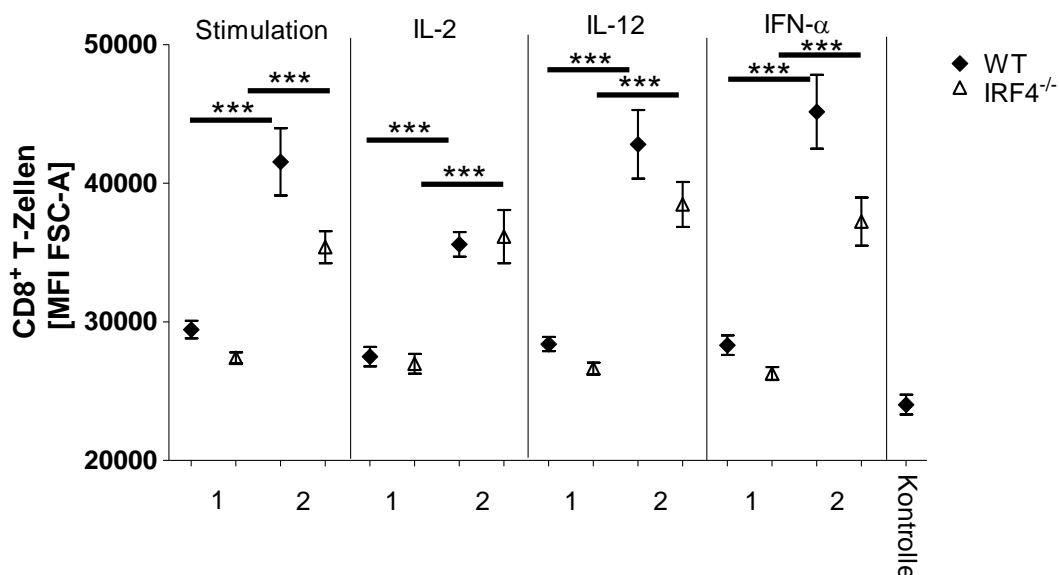 Stimulation IL-2 IL-12 IFN-α
50000
40000
30000
20000
CD8⁺ T-Zellen
[MFI FSC-A]
*** ***
*** ***
*** ***
*** ***
◆ WT
△ IRF4⁻/⁻
1 2 1 2 1 2 1 2
Kontrolle